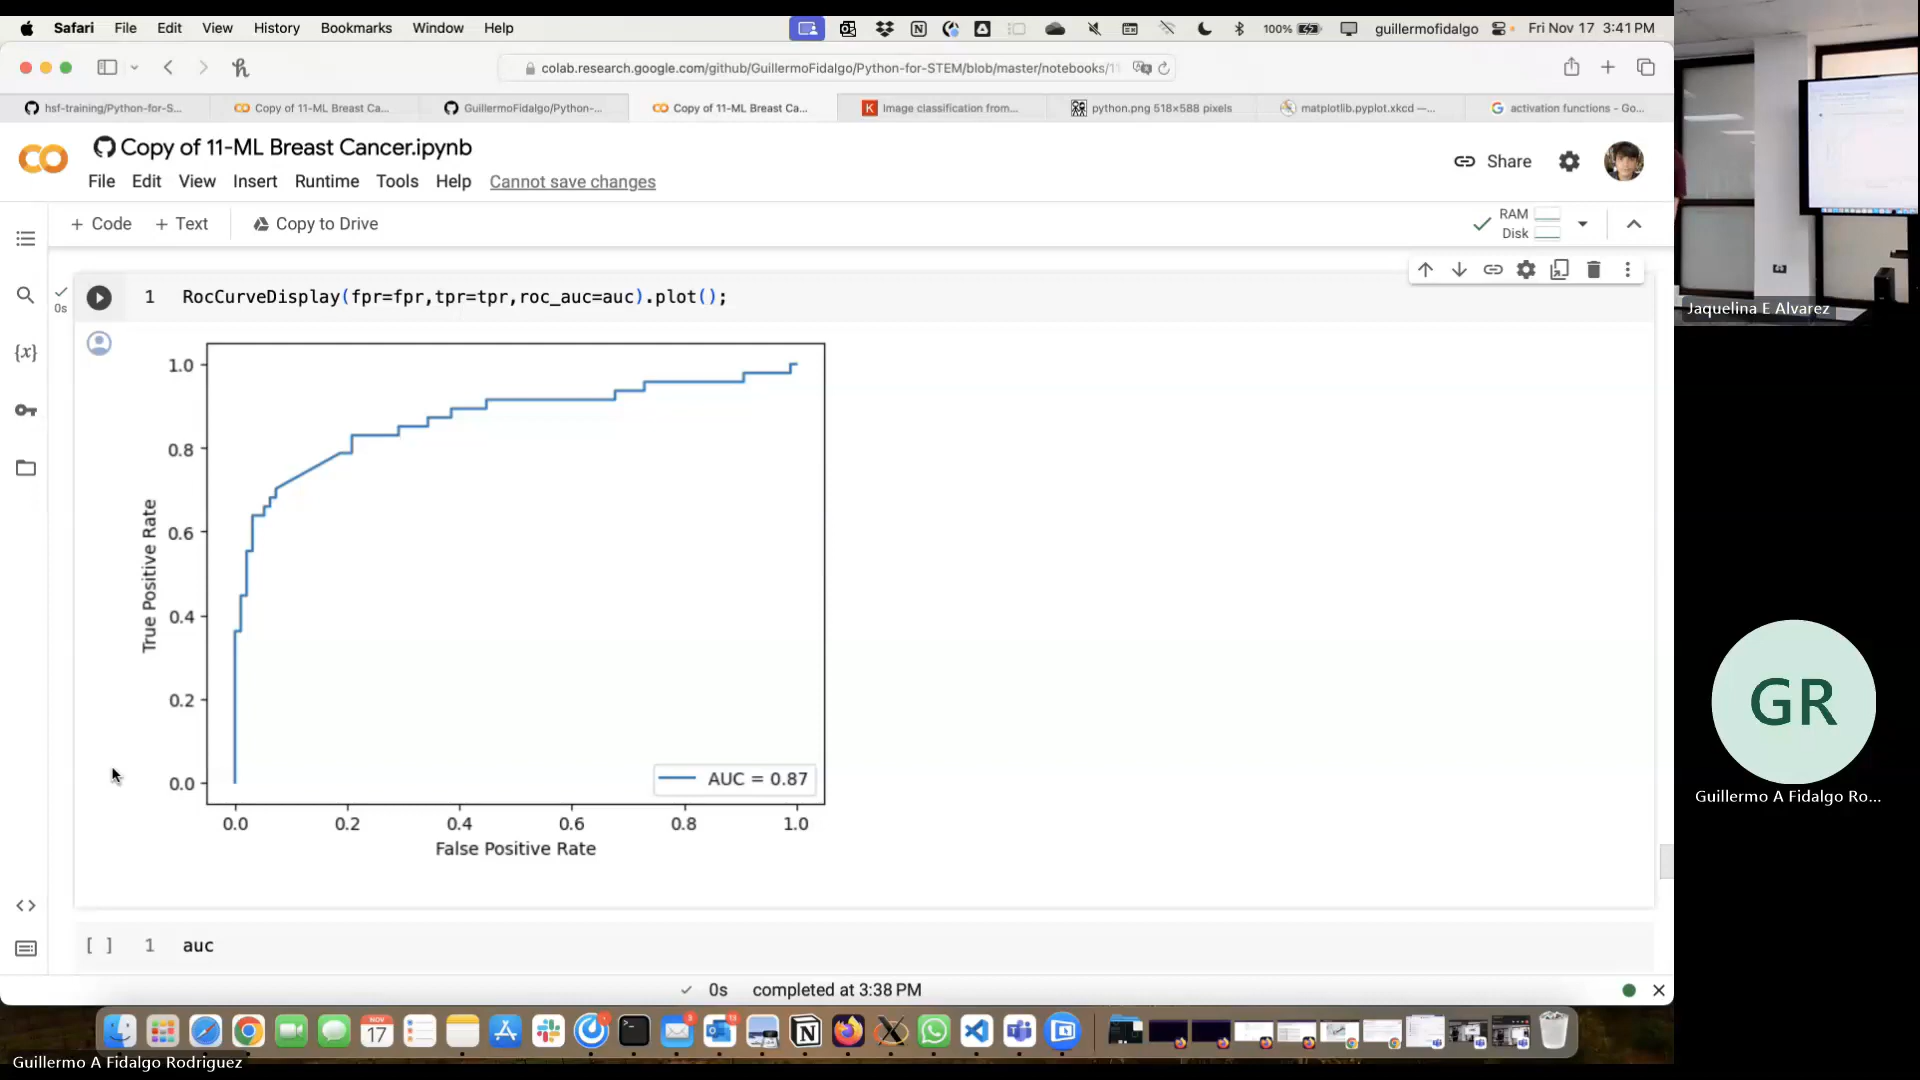 Safari File Edit View History Bookmarks Window Help 100% guillermofidalgo Fri Nov 17 3:41 PM
colab.research.google.com/github/GuillermoFidalgo/Python-for-STEM/blob/master/notebooks/1
hsf-training/Python-for-S... Copy of 11-ML Breast Ca... GuillermoFidalgo/Python-... Copy of 11-ML Breast Ca... Image classification from... python.png 518×588 pixels matplotlib.pyplot.xkcd —... activation functions - Go...
Copy of 11-ML Breast Cancer.ipynb
Share
File Edit View Insert Runtime Tools Help Cannot save changes
+ Code + Text Copy to Drive
RAM
Disk
0s
1 RocCurveDisplay(fpr=fpr,tpr=tpr,roc_auc=auc).plot();
{x}
1.0
0.8
0.6
0.4
0.2
0.0
True Positive Rate
AUC = 0.87
0.0 0.2 0.4 0.6 0.8 1.0
False Positive Rate
[ ] 1 auc
0s completed at 3:38 PM
NOV
17
Guillermo A Fidalgo Rodriguez
Jaquelina E Alvarez
GR
Guillermo A Fidalgo Ro...